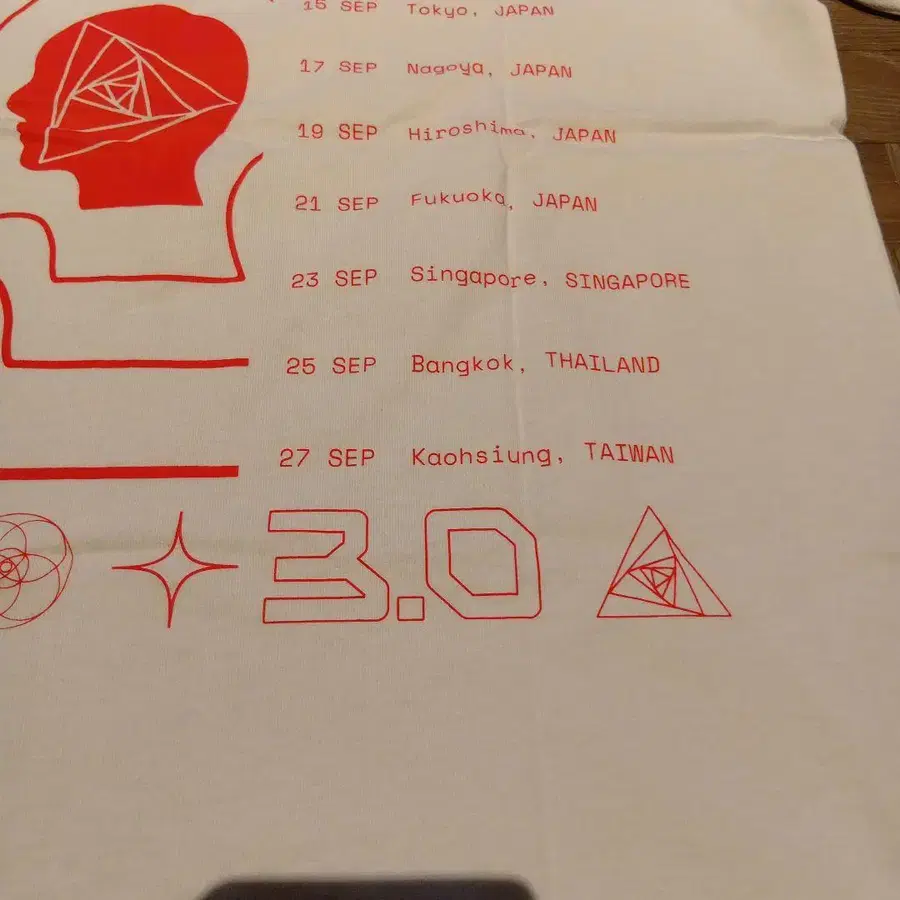 15 SEP Tokyo, JAPAN
17 SEP Nagoya, JAPAN
19 SEP Hiroshima, JAPAN
21 SEP Fukuoka, JAPAN
23 SEP Singapore, SINGAPORE
25 SEP Bangkok, THAILAND
27 SEP Kaohsiung, TAIWAN
3.0